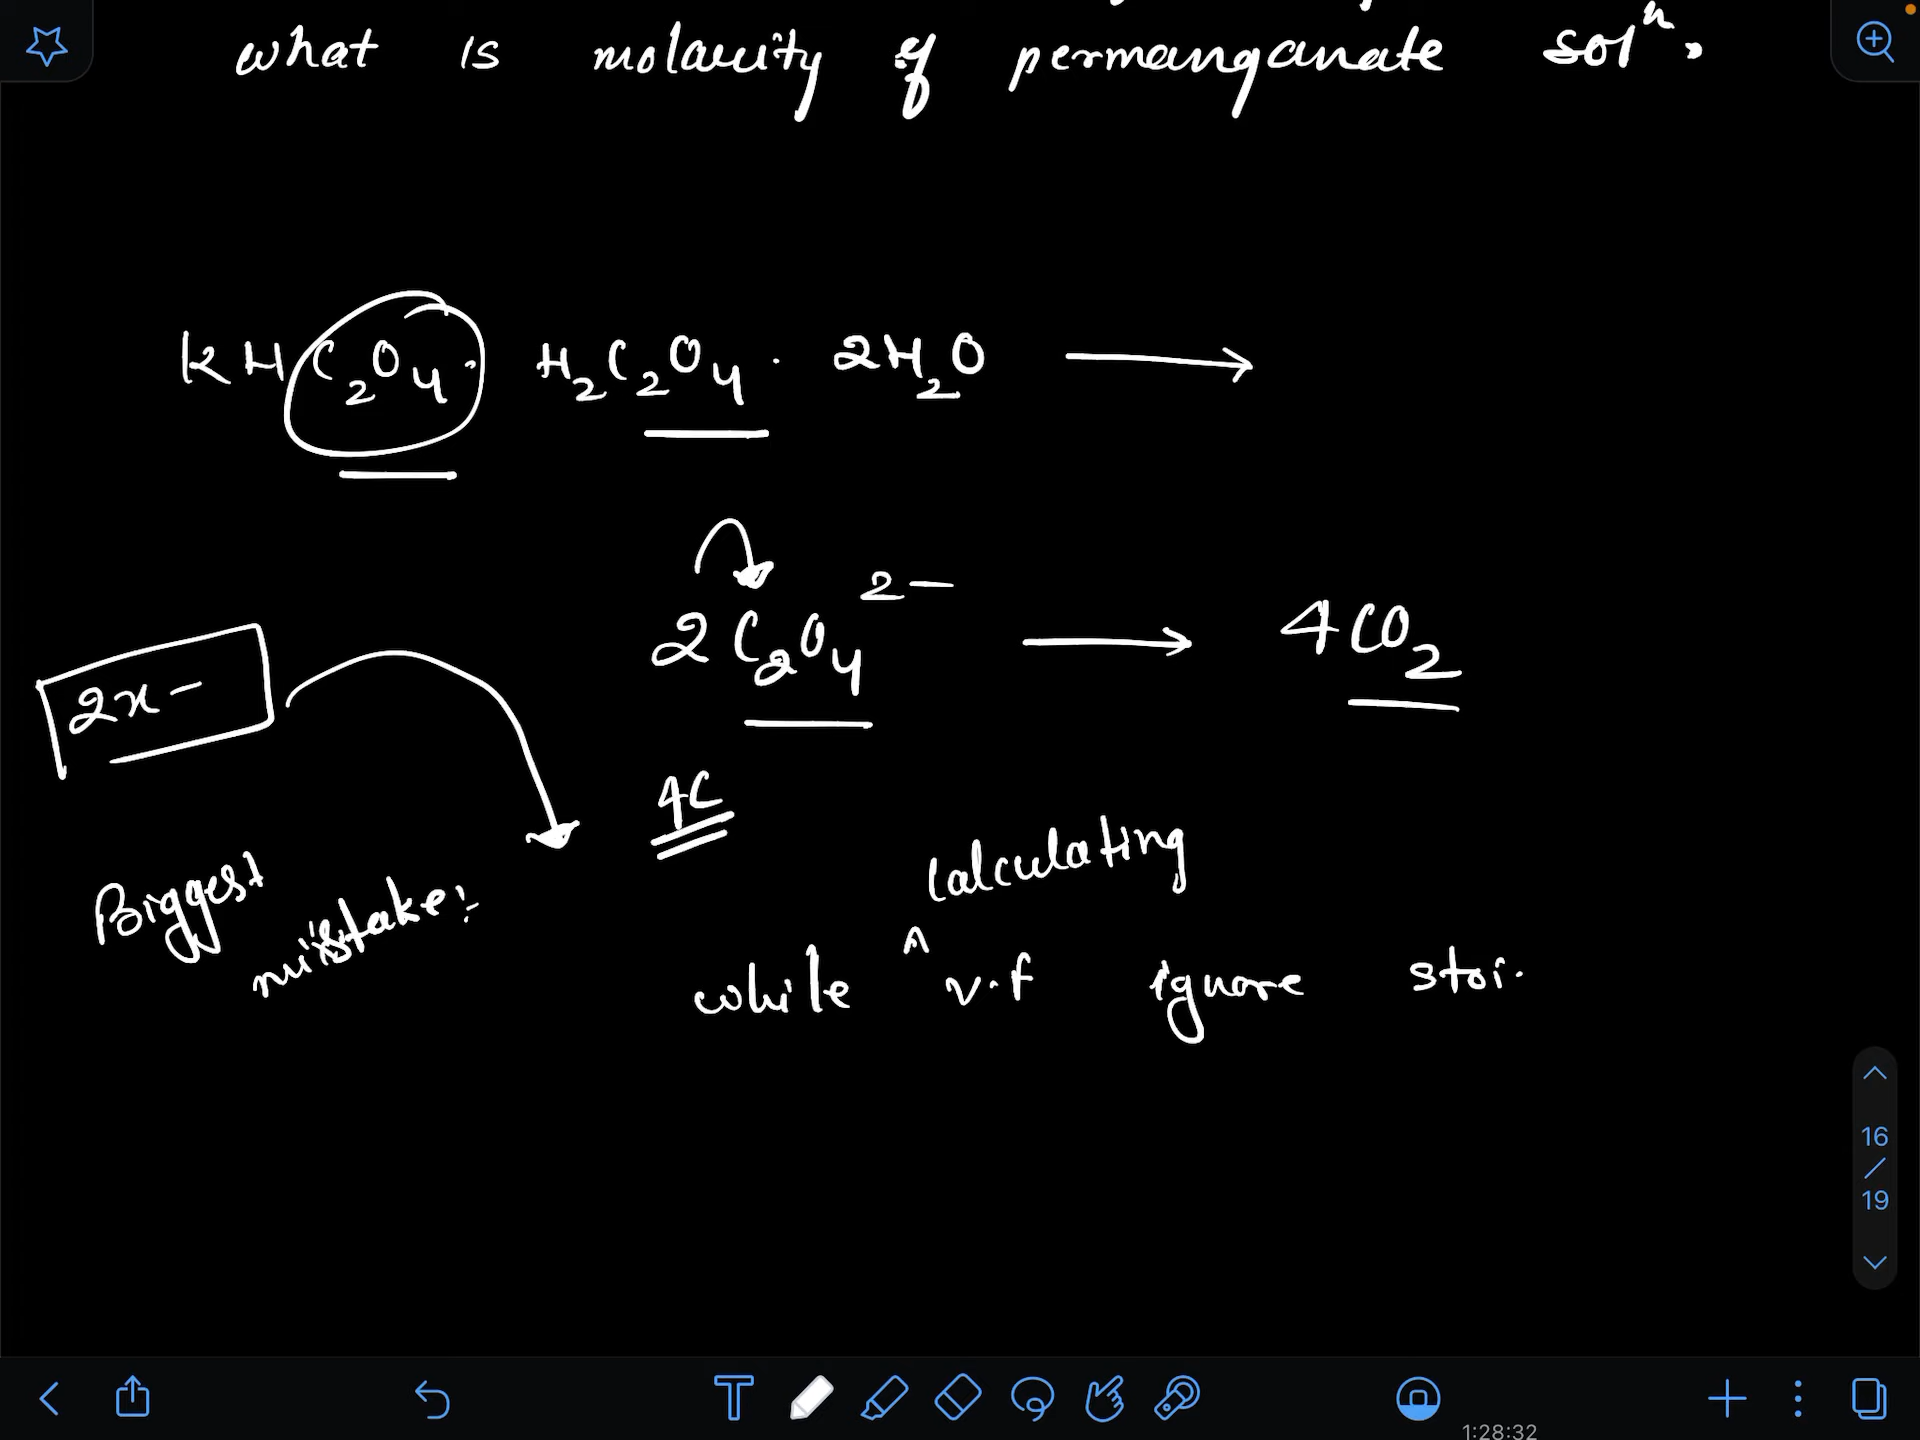 what is molarity of permanganate solⁿ.
KHC₂O₄. H₂C₂O₄. 2H₂O ⟶
2C₂O₄²⁻ ⟶ 4CO₂
2x-
4C
Biggest mistake:-
while calculating v.f ignore stoi.
16
/
19
1:28:32